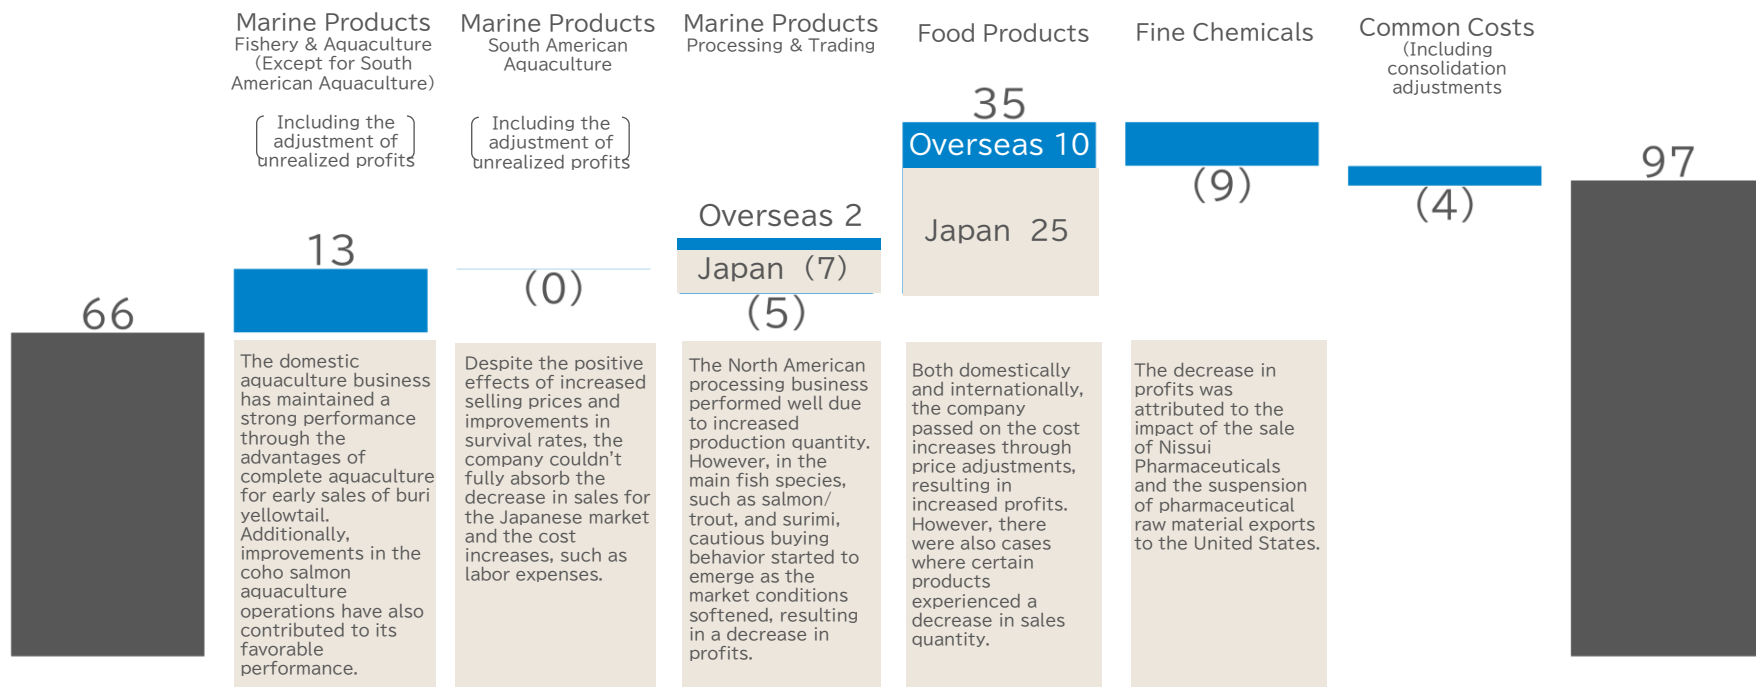 Marine Products
Fishery & Aquaculture
(Except for South
American Aquaculture)
Including the
adjustment of
unrealized profits
Marine Products
South American
Aquaculture
Including the
adjustment of
unrealized profits
Marine Products
Processing & Trading
Food Products
Fine Chemicals
Common Costs
(Including
consolidation
adjustments
66
13
(0)
Overseas 2
Japan (7)
(5)
35
Overseas 10
Japan 25
(9)
(4)
97
The domestic
aquaculture business
has maintained a
strong performance
through the
advantages of
complete aquaculture
for early sales of buri
yellowtail.
Additionally,
improvements in the
coho salmon
aquaculture
operations have also
contributed to its
favorable
performance.
Despite the positive
effects of increased
selling prices and
improvements in
survival rates, the
company couldn't
fully absorb the
decrease in sales for
the Japanese market
and the cost
increases, such as
labor expenses.
The North American
processing business
performed well due
to increased
production quantity.
However, in the
main fish species,
such as salmon/
trout, and surimi,
cautious buying
behavior started to
emerge as the
market conditions
softened, resulting
in a decrease in
profits.
Both domestically
and internationally,
the company
passed on the cost
increases through
price adjustments,
resulting in
increased profits.
However, there
were also cases
where certain
products
experienced a
decrease in sales
quantity.
The decrease in
profits was
attributed to the
impact of the sale
of Nissui
Pharmaceuticals
and the suspension
of pharmaceutical
raw material exports
to the United States.